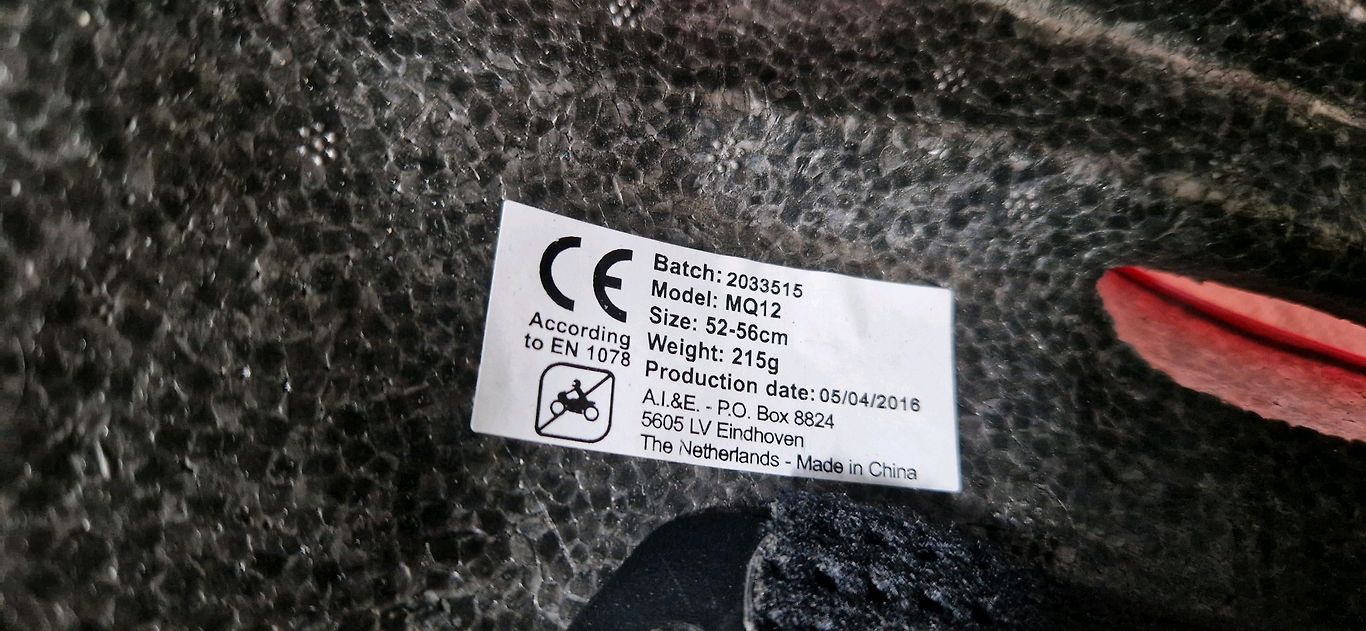 CE
According
to EN 1078
Batch: 2033515
Model: MQ12
Size: 52-56cm
Weight: 215g
Production date: 05/04/2016
A.I.&E. - P.O. Box 8824
5605 LV Eindhoven
The Netherlands - Made in China